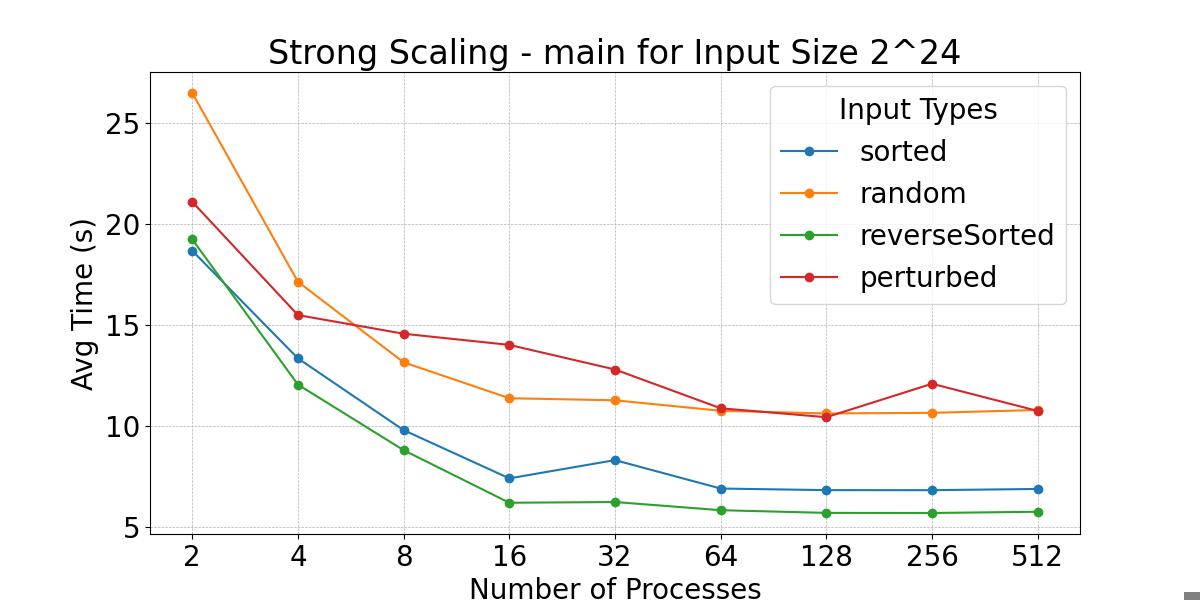 Strong Scaling - main for Input Size 2^24
Avg Time (s)
25
20
15
10
5
Input Types
sorted
random
reverseSorted
perturbed
2 4 8 16 32 64 128 256 512
Number of Processes